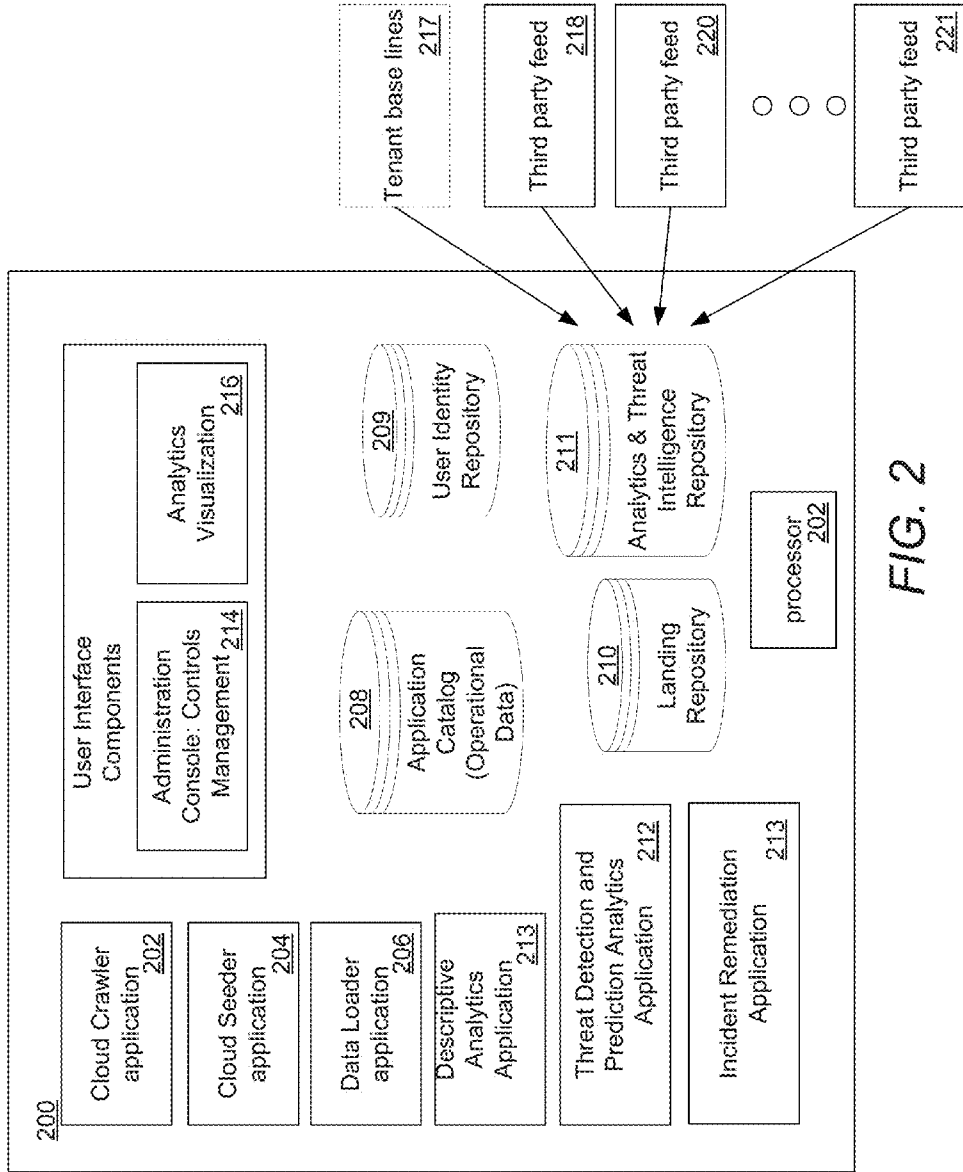 200
Cloud Crawler
application 202
Cloud Seeder
application 204
Data Loader
application 206
Descriptive
Analytics
Application 213
Threat Detection and
Prediction Analytics
Application 212
Incident Remediation
Application 213
User Interface
Components
Administration
Console: Controls
Management 214
Analytics
Visualization 216
208
Application
Catalog
(Operational
Data)
209
User Identity
Repository
210
Landing
Repository
211
Analytics & Threat
Intelligence
Repository
processor
202
Tenant base lines
217
Third party feed
218
Third party feed
220
Third party feed
221
FIG. 2